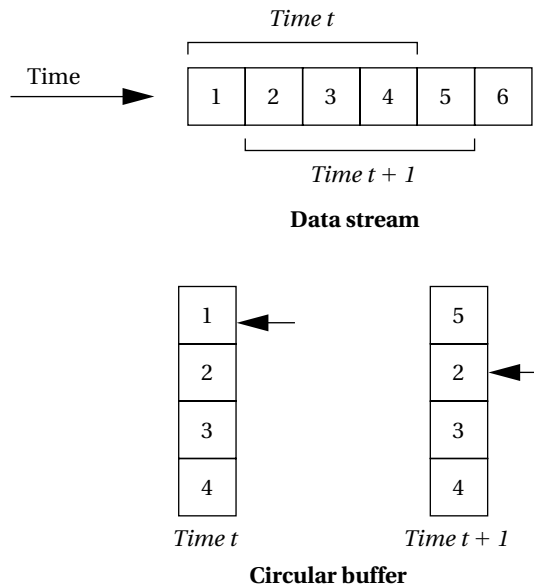 Time t
Time
1 2 3 4 5 6
Time t + 1
Data stream
1 5
2 2
3 3
4 4
Time t Time t + 1
Circular buffer